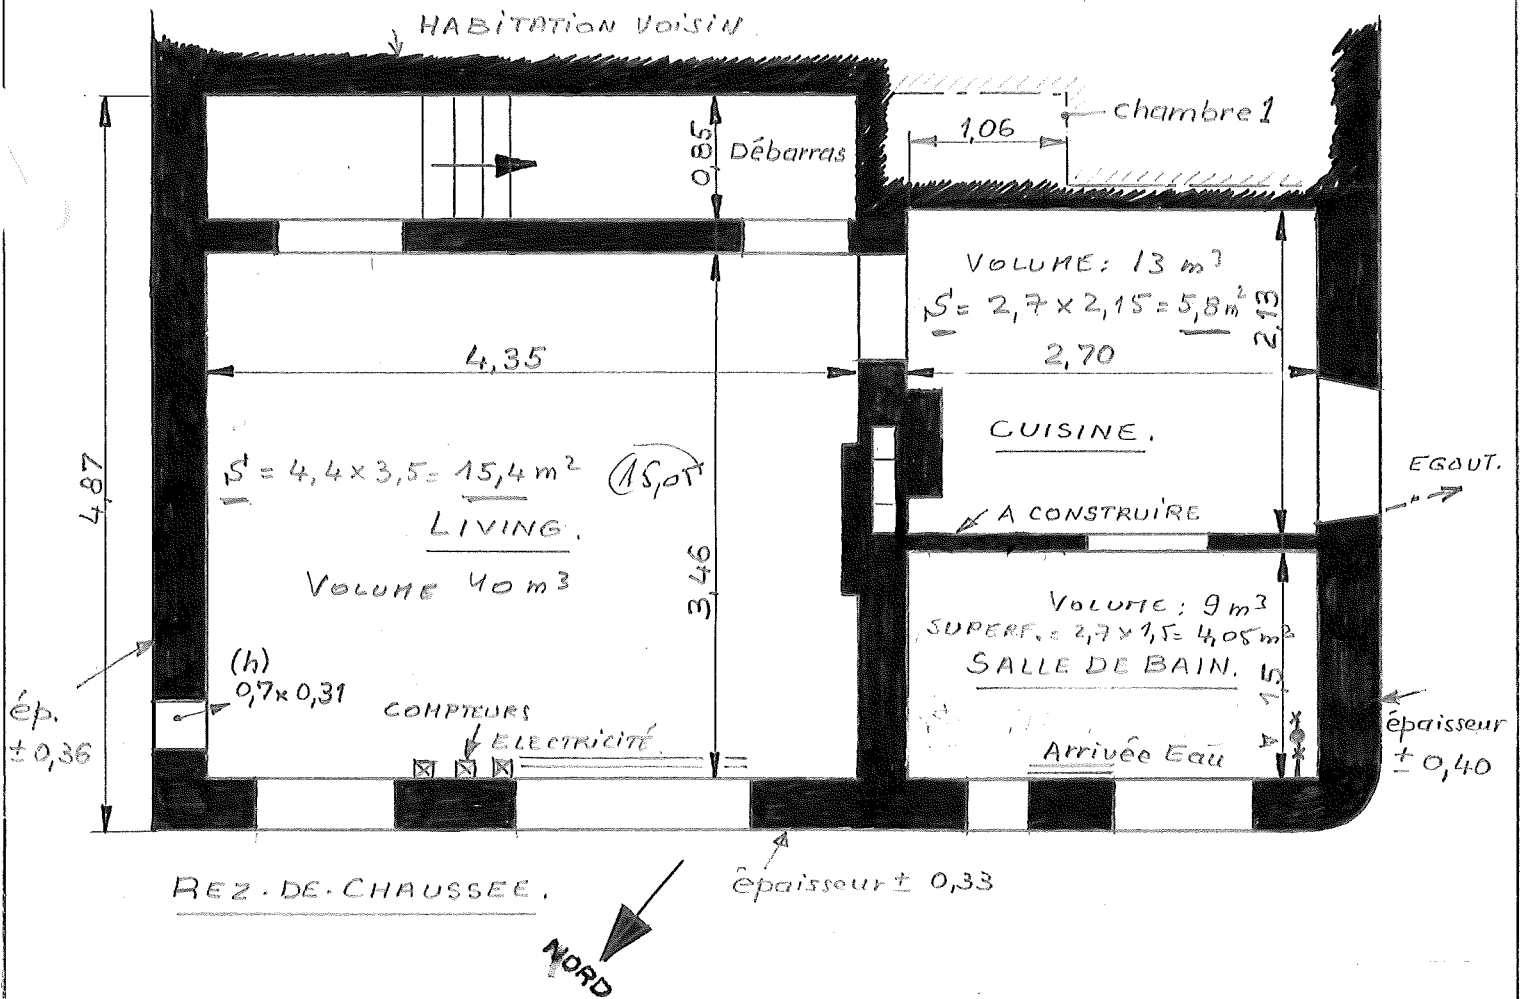 HABITATION VOISIN
chambre 1
1,06
0,85
Débarras
VOLUME: 13 m³
S = 2,7 x 2,15 = 5,8 m²
2,13
4,35
2,70
CUISINE.
4,87
S = 4,4 x 3,5 = 15,4 m²
(15,05)
LIVING.
VOLUME 40 m³
EGOUT.
A CONSTRUIRE
3,46
VOLUME: 9 m³
SUPERF. = 2,7 x 1,5 = 4,05 m²
SALLE DE BAIN.
1,5
(h)
0,7 x 0,31
ép.
± 0,36
COMPTEURS
ELECTRICITÉ
Arrivée Eau
épaisseur
± 0,40
REZ-DE-CHAUSSEE.
épaisseur ± 0,33
NORD